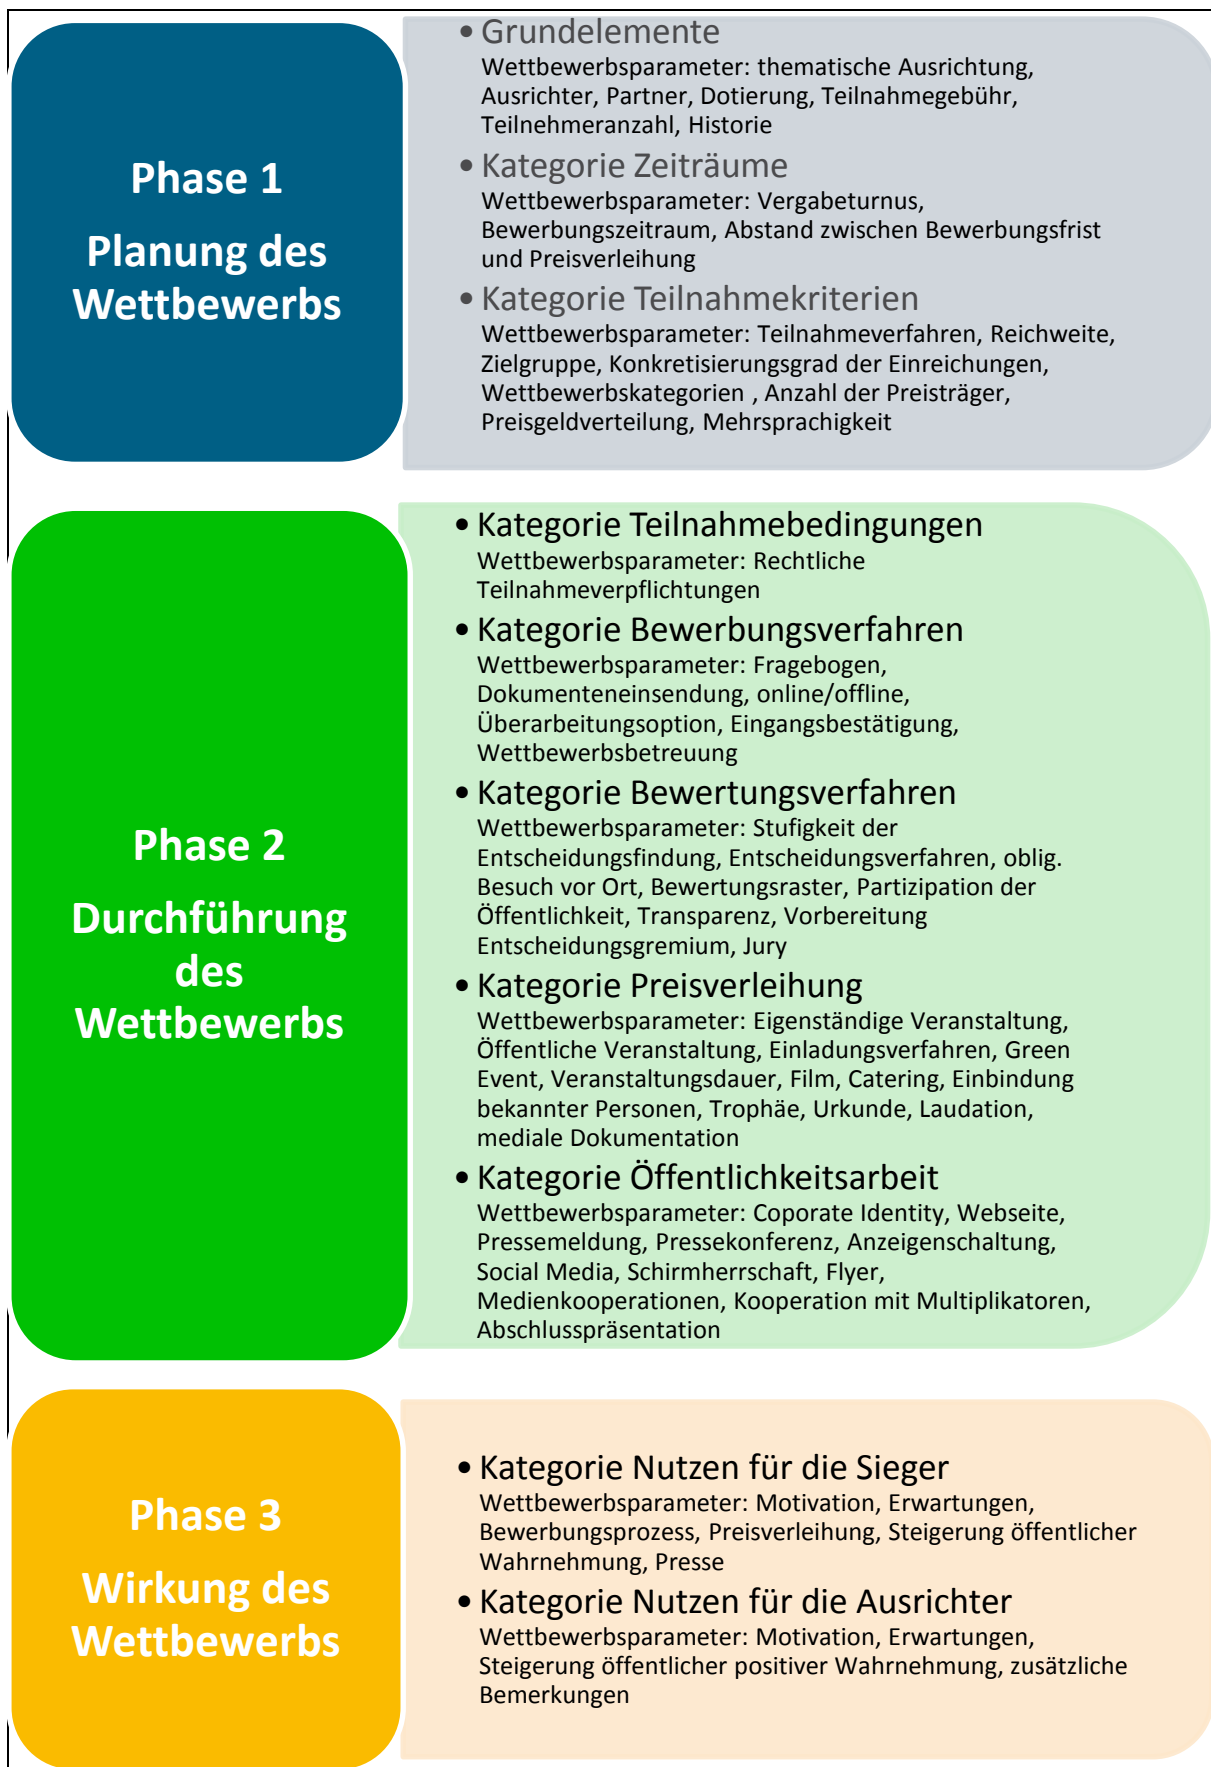 Phase 1
Planung des
Wettbewerbs
• Grundelemente
Wettbewerbsparameter: thematische Ausrichtung,
Ausrichter, Partner, Dotierung, Teilnahmegebühr,
Teilnehmeranzahl, Historie
• Kategorie Zeiträume
Wettbewerbsparameter: Vergabeturnus,
Bewerbungszeitraum, Abstand zwischen Bewerbungsfrist
und Preisverleihung
• Kategorie Teilnahmekriterien
Wettbewerbsparameter: Teilnahmeverfahren, Reichweite,
Zielgruppe, Konkretisierungsgrad der Einreichungen,
Wettbewerbskategorien , Anzahl der Preisträger,
Preisgeldverteilung, Mehrsprachigkeit
Phase 2
Durchführung
des
Wettbewerbs
• Kategorie Teilnahmebedingungen
Wettbewerbsparameter: Rechtliche
Teilnahmeverpflichtungen
• Kategorie Bewerbungsverfahren
Wettbewerbsparameter: Fragebogen,
Dokumenteneinsendung, online/offline,
Überarbeitungsoption, Eingangsbestätigung,
Wettbewerbsbetreuung
• Kategorie Bewertungsverfahren
Wettbewerbsparameter: Stufigkeit der
Entscheidungsfindung, Entscheidungsverfahren, oblig.
Besuch vor Ort, Bewertungsraster, Partizipation der
Öffentlichkeit, Transparenz, Vorbereitung
Entscheidungsgremium, Jury
• Kategorie Preisverleihung
Wettbewerbsparameter: Eigenständige Veranstaltung,
Öffentliche Veranstaltung, Einladungsverfahren, Green
Event, Veranstaltungsdauer, Film, Catering, Einbindung
bekannter Personen, Trophäe, Urkunde, Laudation,
mediale Dokumentation
• Kategorie Öffentlichkeitsarbeit
Wettbewerbsparameter: Coporate Identity, Webseite,
Pressemeldung, Pressekonferenz, Anzeigenschaltung,
Social Media, Schirmherrschaft, Flyer,
Medienkooperationen, Kooperation mit Multiplikatoren,
Abschlusspräsentation
Phase 3
Wirkung des
Wettbewerbs
• Kategorie Nutzen für die Sieger
Wettbewerbsparameter: Motivation, Erwartungen,
Bewerbungsprozess, Preisverleihung, Steigerung öffentlicher
Wahrnehmung, Presse
• Kategorie Nutzen für die Ausrichter
Wettbewerbsparameter: Motivation, Erwartungen,
Steigerung öffentlicher positiver Wahrnehmung, zusätzliche
Bemerkungen